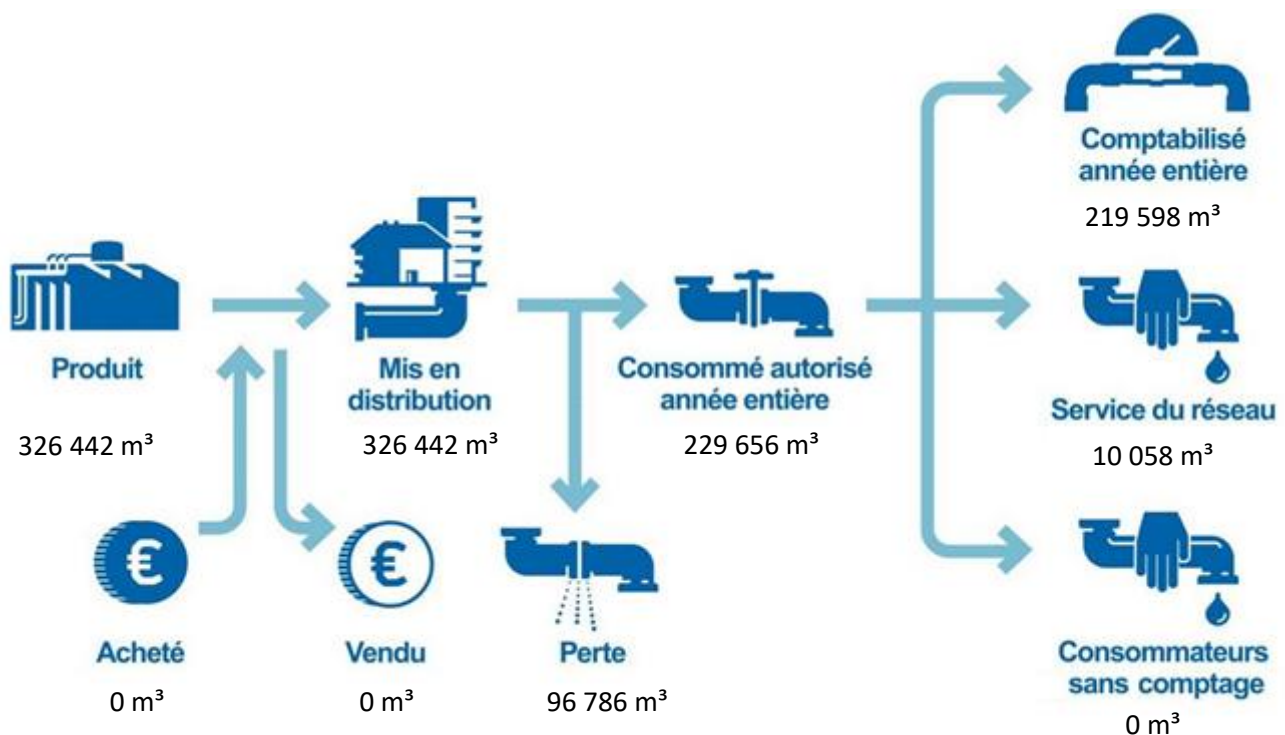 Comptabilisé
année entière
219 598 m³
Produit
326 442 m³
Mis en
distribution
326 442 m³
Consommé autorisé
année entière
229 656 m³
Service du réseau
10 058 m³
€
Acheté
0 m³
€
Vendu
0 m³
Perte
96 786 m³
Consommateurs
sans comptage
0 m³